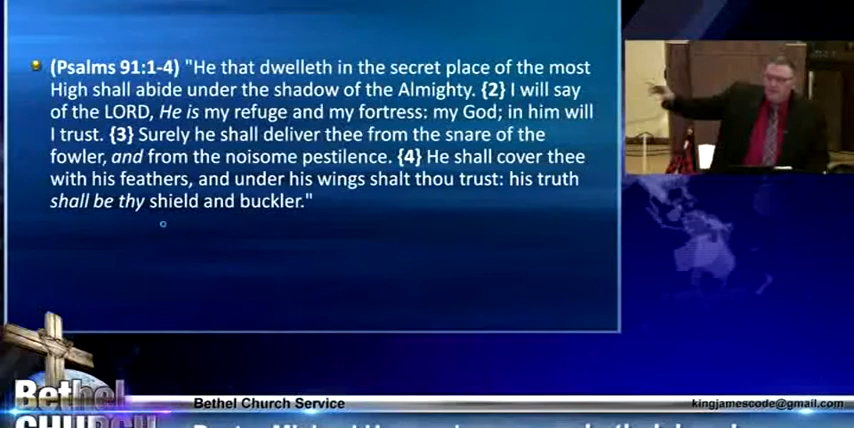 (Psalms 91:1-4) "He that dwelleth in the secret place of the most
High shall abide under the shadow of the Almighty. {2} I will say
of the LORD, He is my refuge and my fortress: my God; in him will
I trust. {3} Surely he shall deliver thee from the snare of the
fowler, and from the noisome pestilence. {4} He shall cover thee
with his feathers, and under his wings shalt thou trust: his truth
shall be thy shield and buckler."
Bethel
CHURCH
Bethel Church Service
kingjamescode@gmail.com